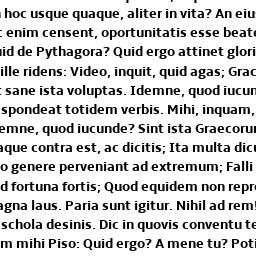 hoc usque quaque, aliter in vita? An eiu
enim censent, oportunitatis esse beate
uid de Pythagora? Quid ergo attinet glori
ille ridens: Video, inquit, quid agas; Grac
sane ista voluptas. Idemne, quod iucun
spondeat totidem verbis. Mihi, inquam,
emne, quod iucunde? Sint ista Graecoru
aque contra est, ac dicitis; Ita multa dicu
o genere perveniant ad extremum; Falli
d fortuna fortis; Quod equidem non repr
agna laus. Paria sunt igitur. Nihil ad rem!
schola desinis. Dic in quovis conventu te
m mihi Piso: Quid ergo? A mene tu? Poti